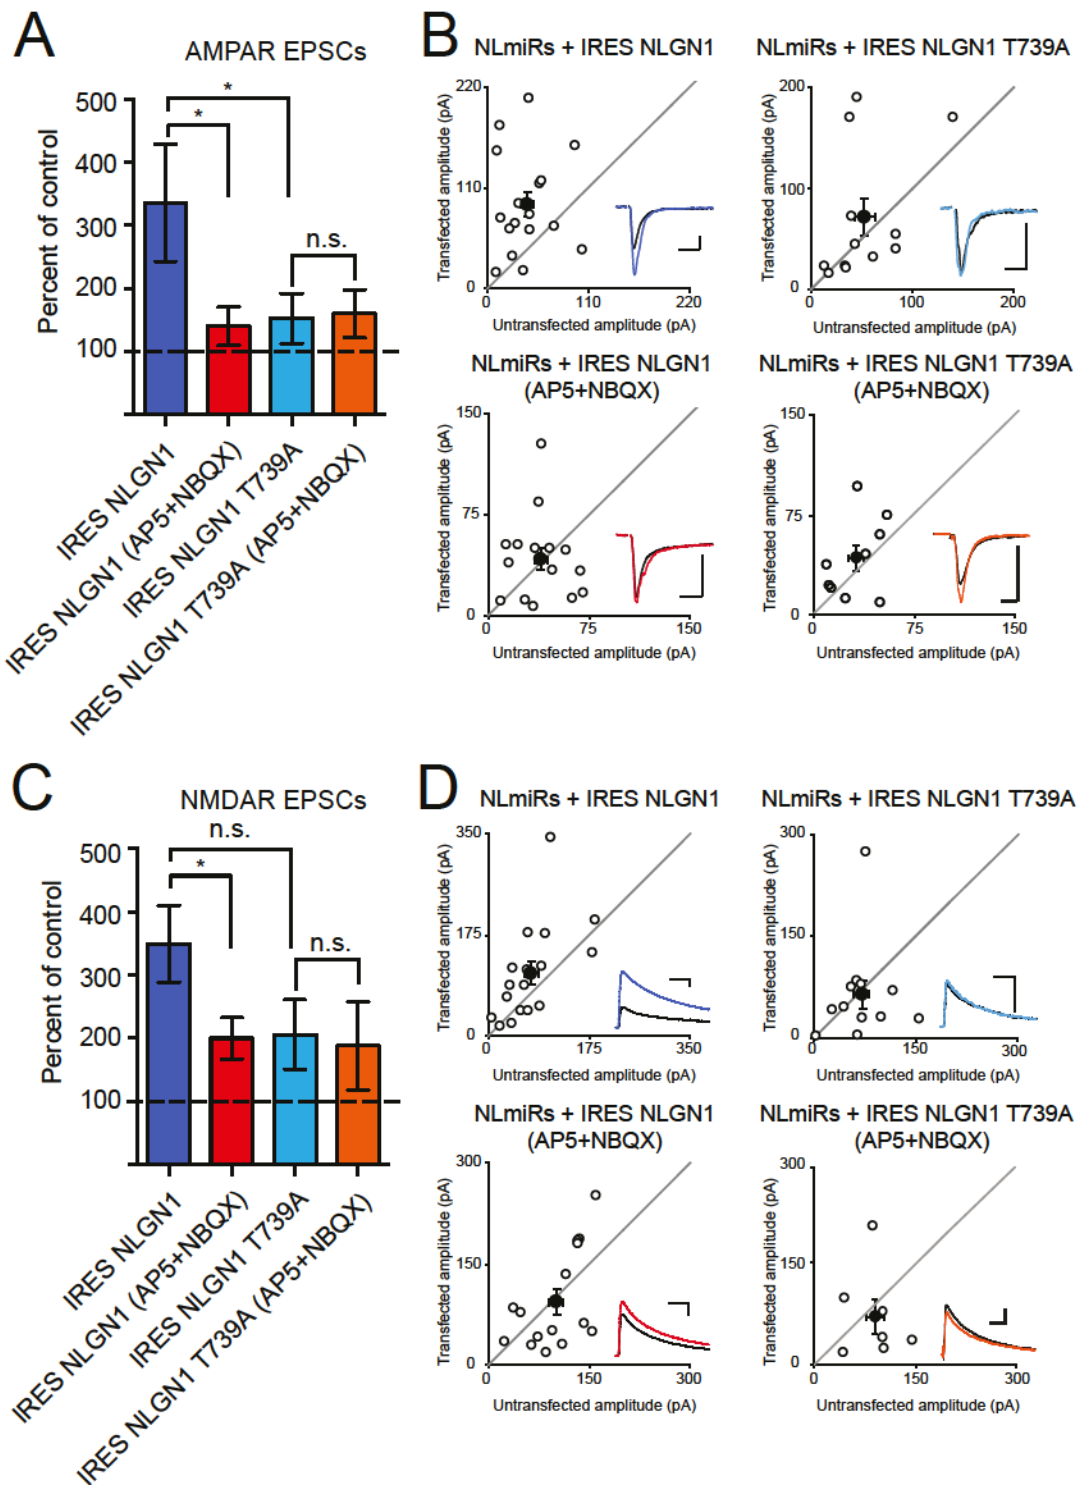 A
AMPAR EPSCs
Percent of control
500
400
300
200
100
*
*
n.s.
IRES NLGN1
IRES NLGN1 (AP5+NBQX)
IRES NLGN1 T739A
IRES NLGN1 T739A (AP5+NBQX)
B
NLmiRs + IRES NLGN1
Transfected amplitude (pA)
220
110
0
0 110 220
Untransfected amplitude (pA)
NLmiRs + IRES NLGN1 T739A
Transfected amplitude (pA)
200
100
0
0 100 200
Untransfected amplitude (pA)
NLmiRs + IRES NLGN1
(AP5+NBQX)
Transfected amplitude (pA)
150
75
0
0 75 150
Untransfected amplitude (pA)
NLmiRs + IRES NLGN1 T739A
(AP5+NBQX)
Transfected amplitude (pA)
150
75
0
0 75 150
Untransfected amplitude (pA)
C
NMDAR EPSCs
Percent of control
500
400
300
200
100
n.s.
*
n.s.
IRES NLGN1
IRES NLGN1 (AP5+NBQX)
IRES NLGN1 T739A
IRES NLGN1 T739A (AP5+NBQX)
D
NLmiRs + IRES NLGN1
Transfected amplitude (pA)
350
175
0
0 175 350
Untransfected amplitude (pA)
NLmiRs + IRES NLGN1 T739A
Transfected amplitude (pA)
300
150
0
0 150 300
Untransfected amplitude (pA)
NLmiRs + IRES NLGN1
(AP5+NBQX)
Transfected amplitude (pA)
300
150
0
0 150 300
Untransfected amplitude (pA)
NLmiRs + IRES NLGN1 T739A
(AP5+NBQX)
Transfected amplitude (pA)
300
150
0
0 150 300
Untransfected amplitude (pA)